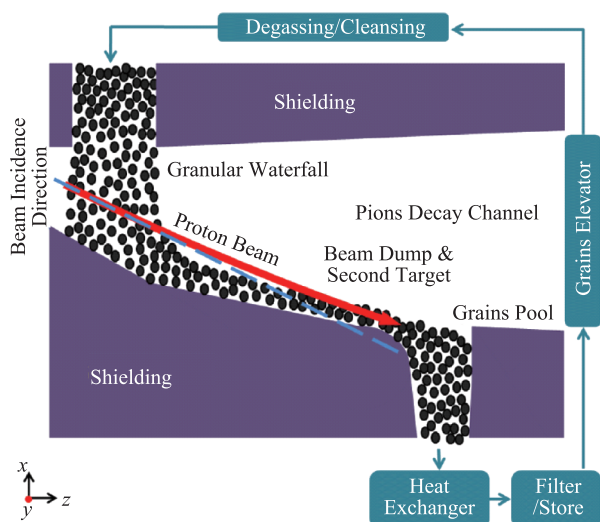 Degassing/Cleansing
Shielding
Beam Incidence
Direction
Granular Waterfall
Pions Decay Channel
Proton Beam
Beam Dump &
Second Target
Grains Elevator
Grains Pool
Shielding
x
y
z
Heat
Exchanger
Filter
/Store